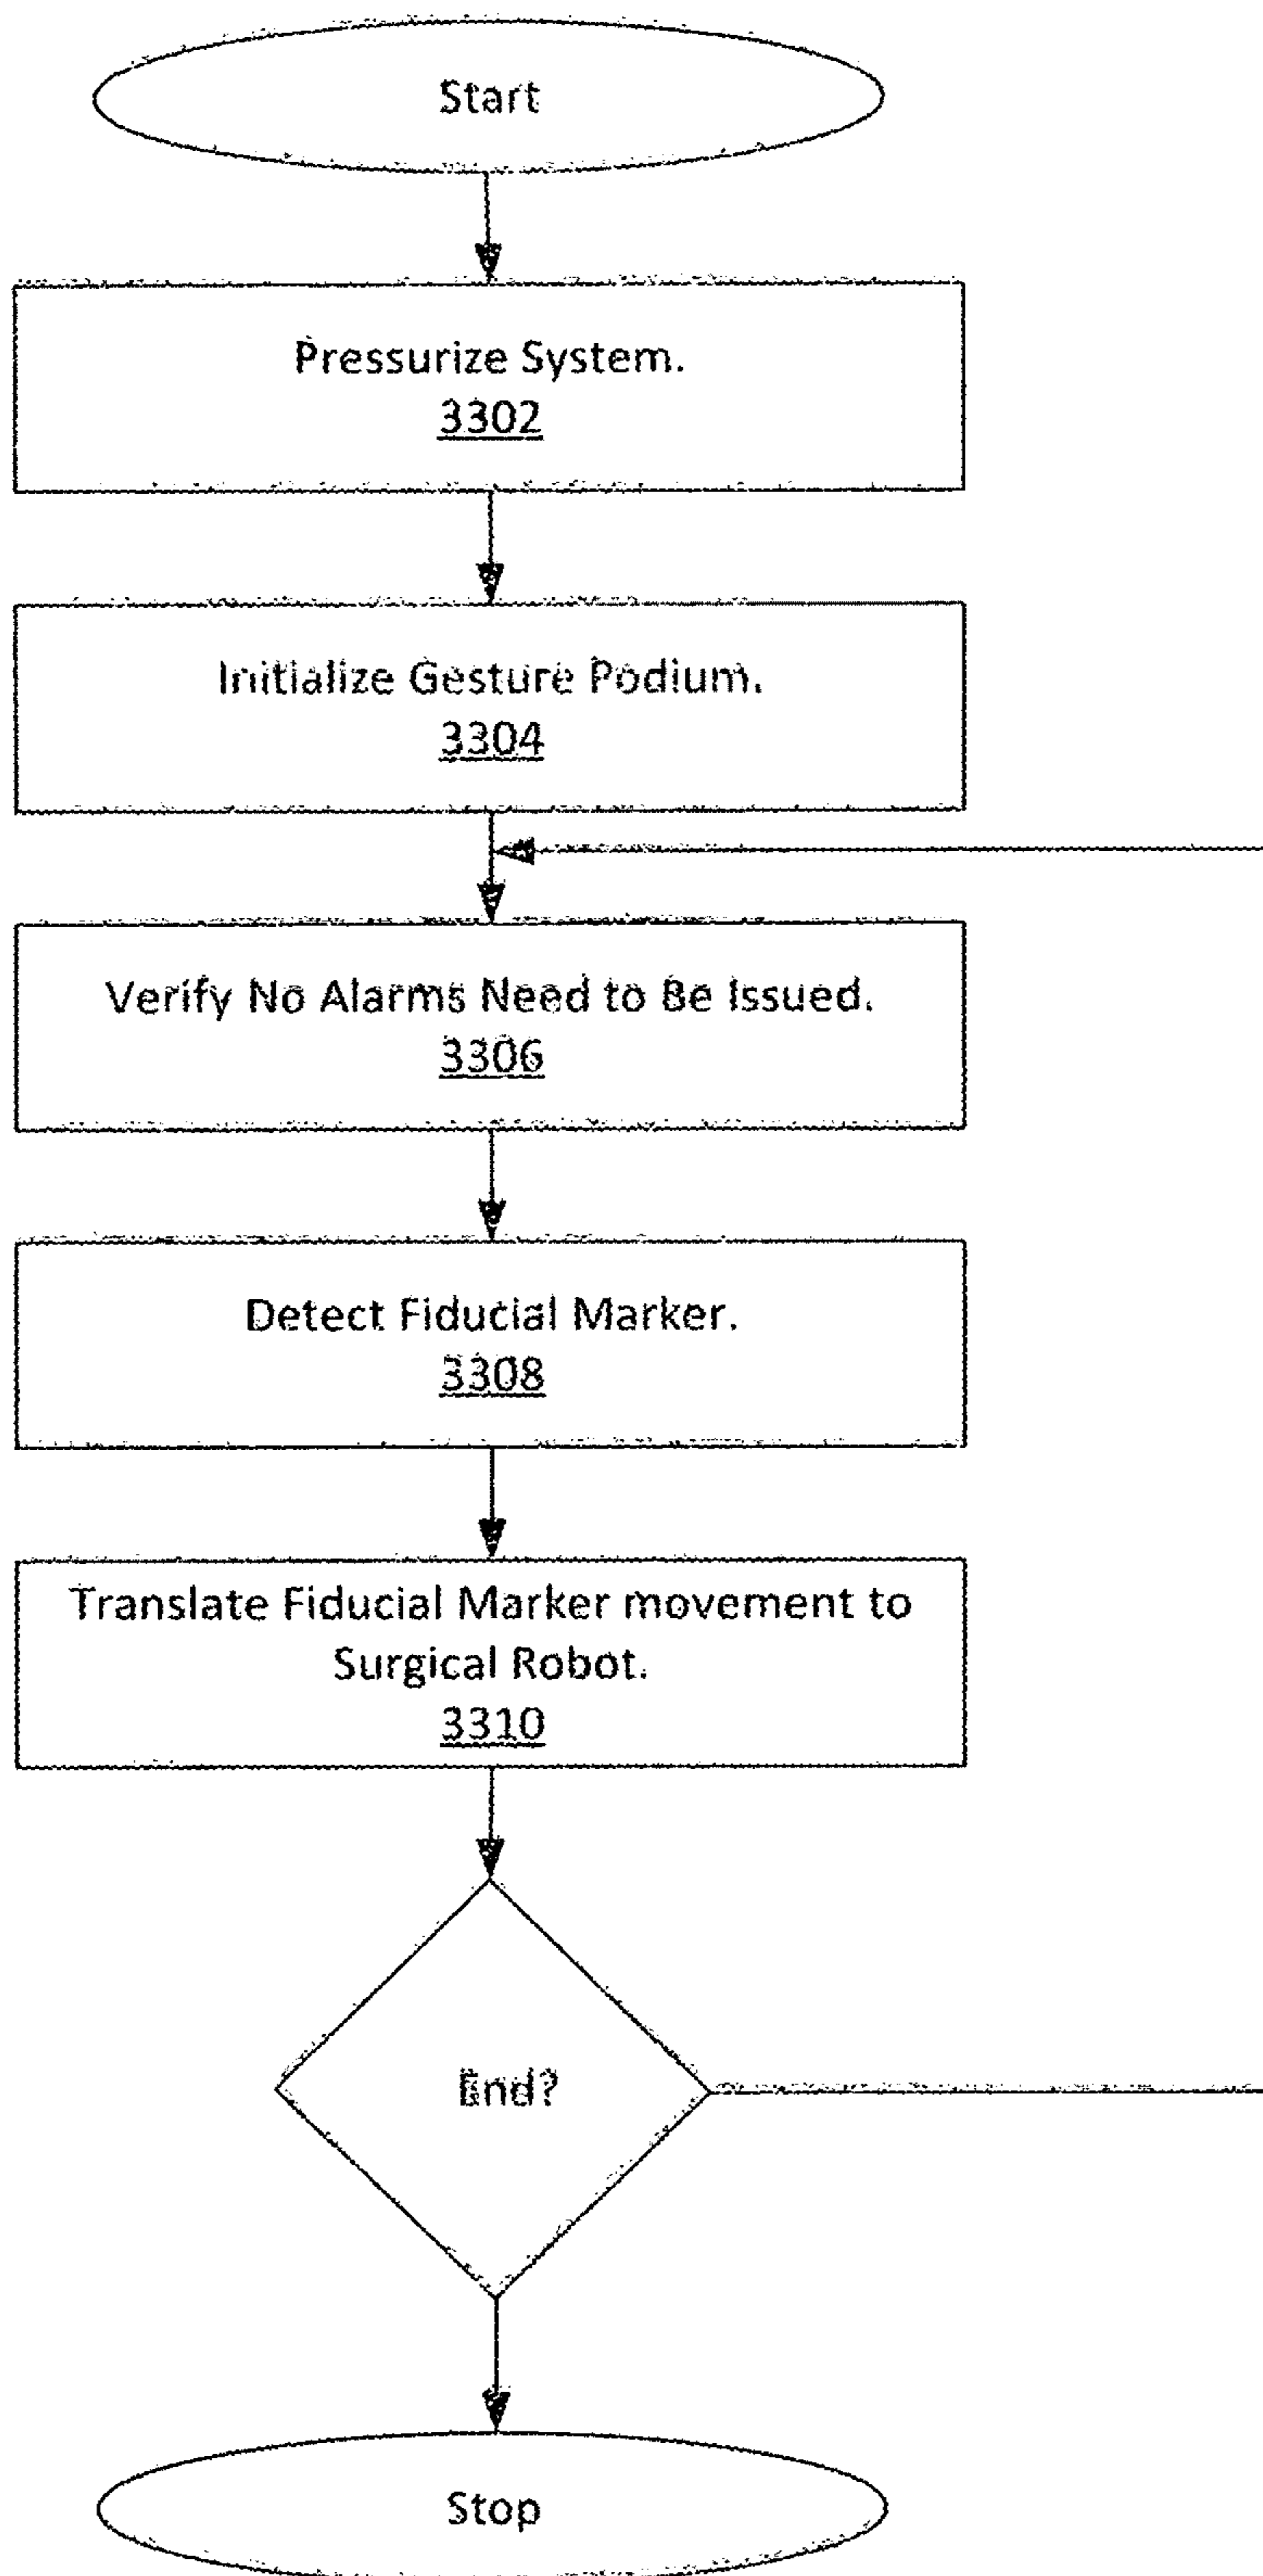 Start
Pressurize System.
3302
Initialize Gesture Podium.
3304
Verify No Alarms Need to Be Issued.
3306
Detect Fiducial Marker.
3308
Translate Fiducial Marker movement to
Surgical Robot.
3310
End?
Stop